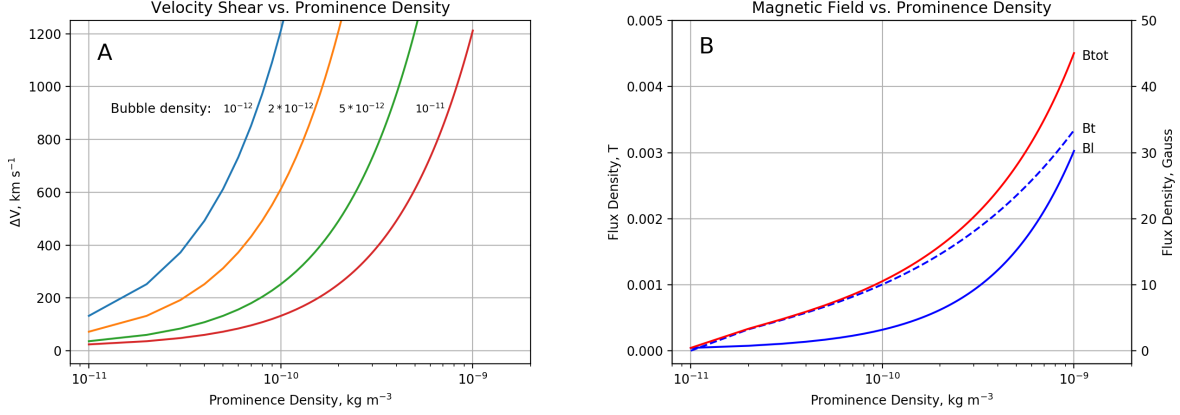 Velocity Shear vs. Prominence Density
A
1200
1000
800
600
400
200
0
ΔV, km s⁻¹
Bubble density: 10⁻¹² 2 * 10⁻¹² 5 * 10⁻¹² 10⁻¹¹
10⁻¹¹ 10⁻¹⁰ 10⁻⁹
Prominence Density, kg m⁻³
Magnetic Field vs. Prominence Density
B
0.005
0.004
0.003
0.002
0.001
0.000
Flux Density, T
Btot
Bt
Bl
50
40
30
20
10
0
Flux Density, Gauss
10⁻¹¹ 10⁻¹⁰ 10⁻⁹
Prominence Density, kg m⁻³